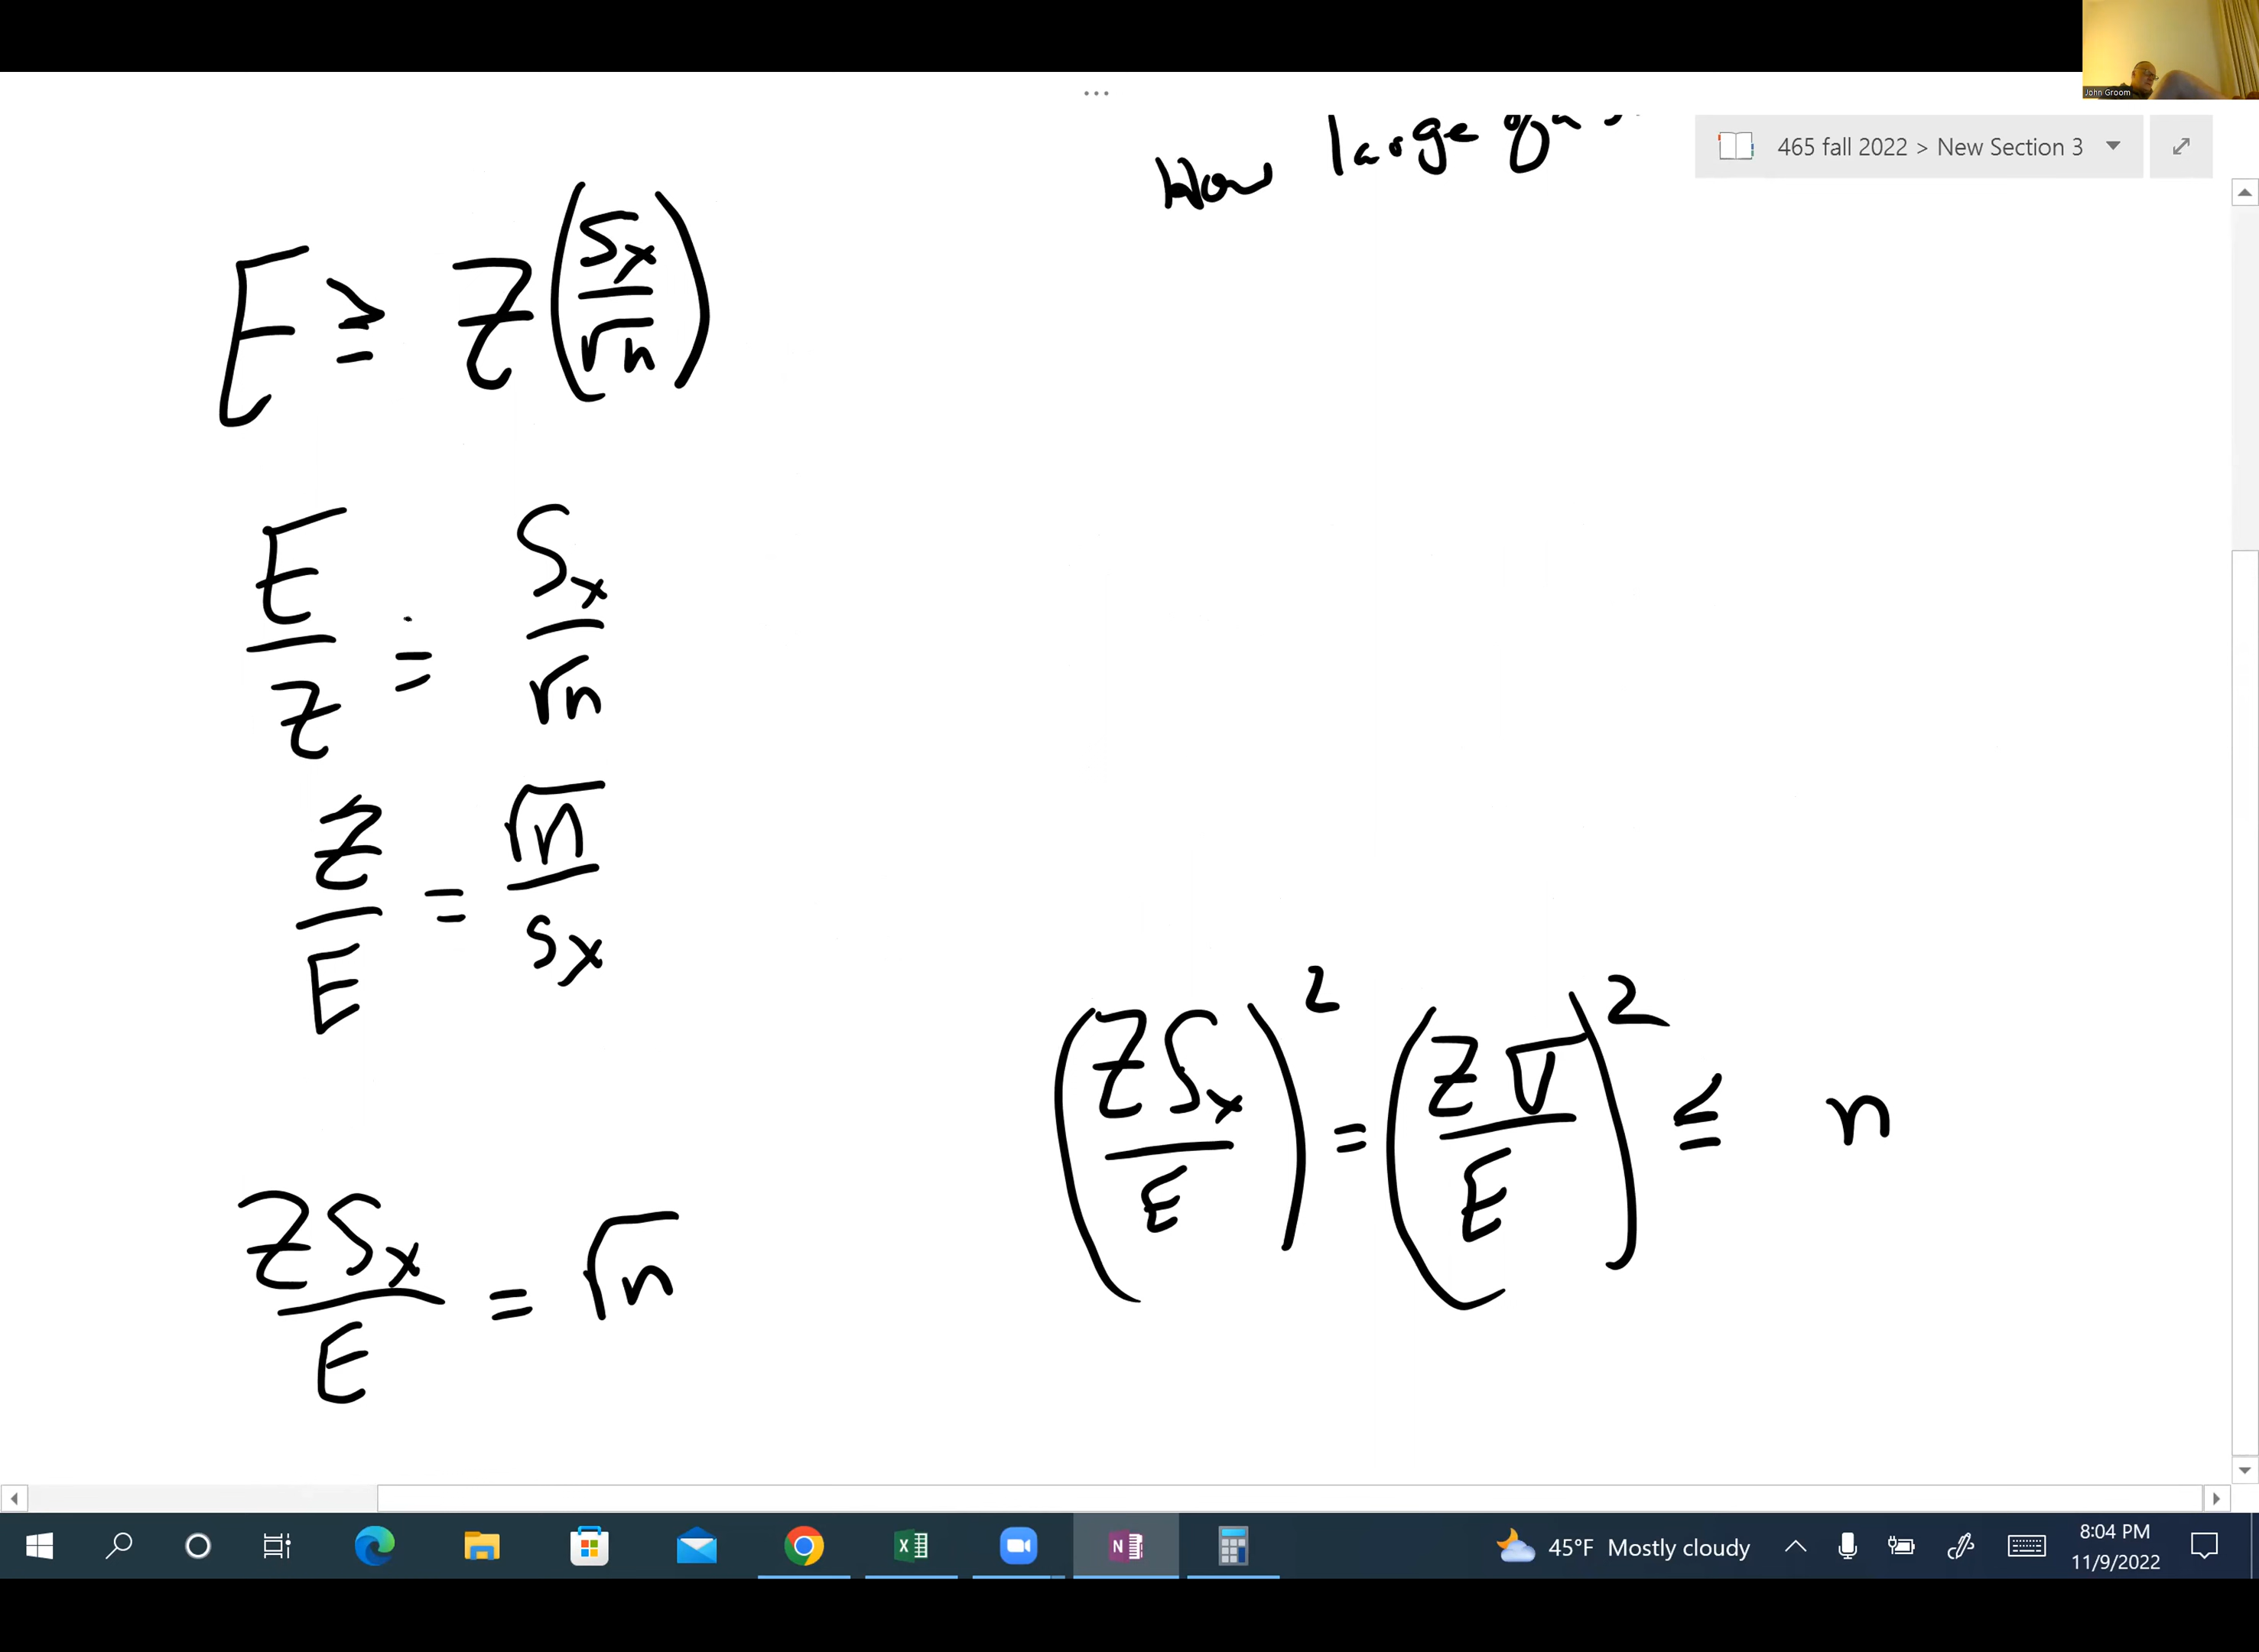 John Groom
How large
465 fall 2022 > New Section 3
E ≥ Z(Sx/√n)
E/Z = Sx/√n
Z/E = √n/Sx
(ZSx/E)² = (Zσ/E)² ≤ n
ZSx/E = √n
45°F Mostly cloudy
8:04 PM
11/9/2022